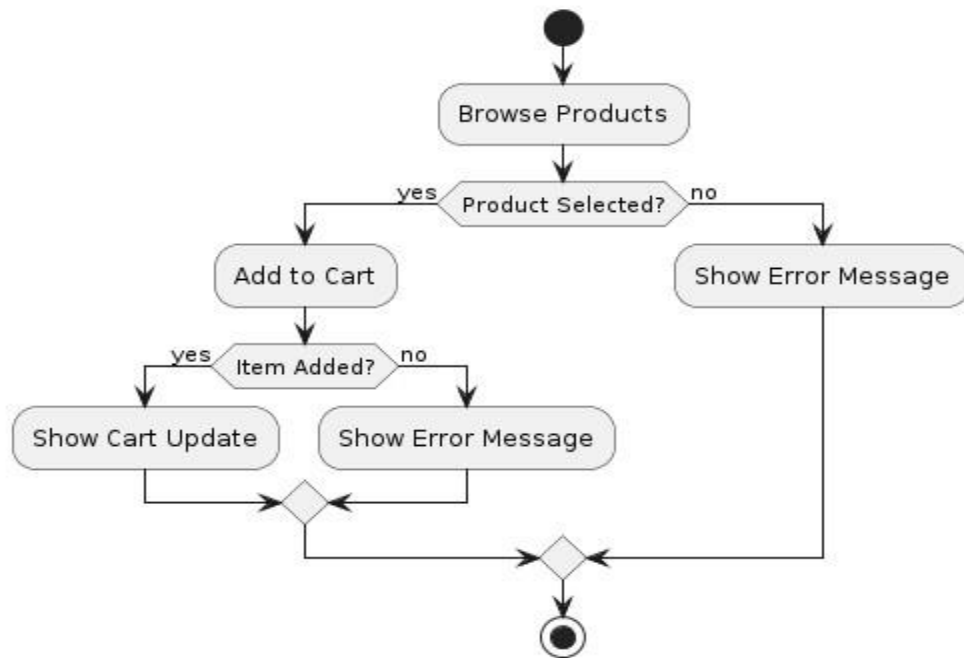 Browse Products
yes
Product Selected?
no
Add to Cart
Show Error Message
yes
Item Added?
no
Show Cart Update
Show Error Message